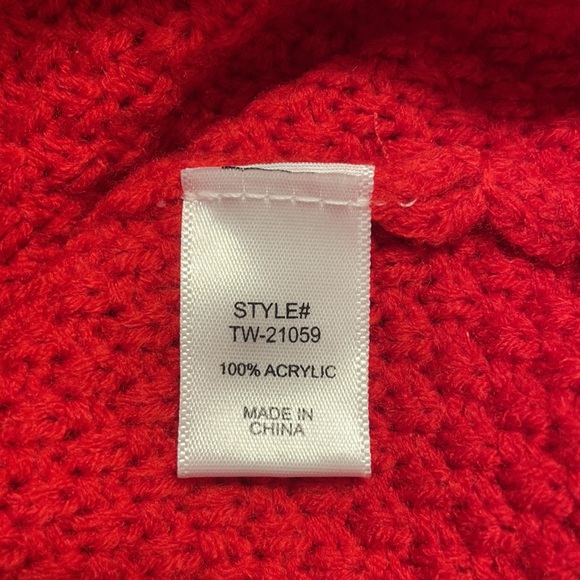 STYLE#
TW-21059
100% ACRYLIC
MADE IN
CHINA